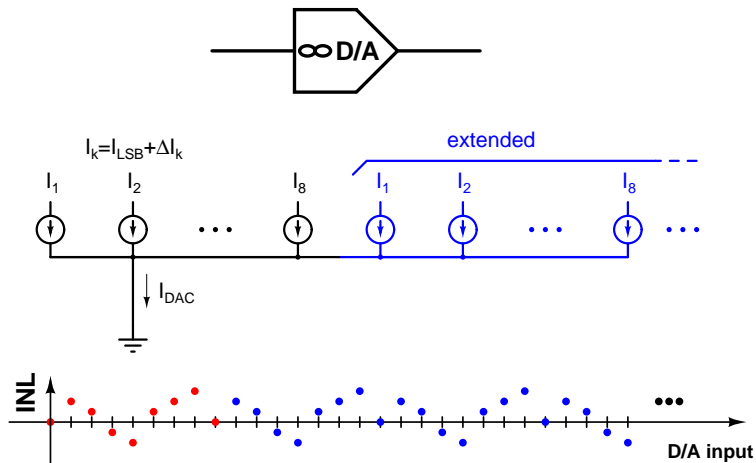 ∞ D/A
I_k=I_LSB+ΔI_k
extended
I_1 I_2 I_8 I_1 I_2 I_8
I_DAC
INL
D/A input